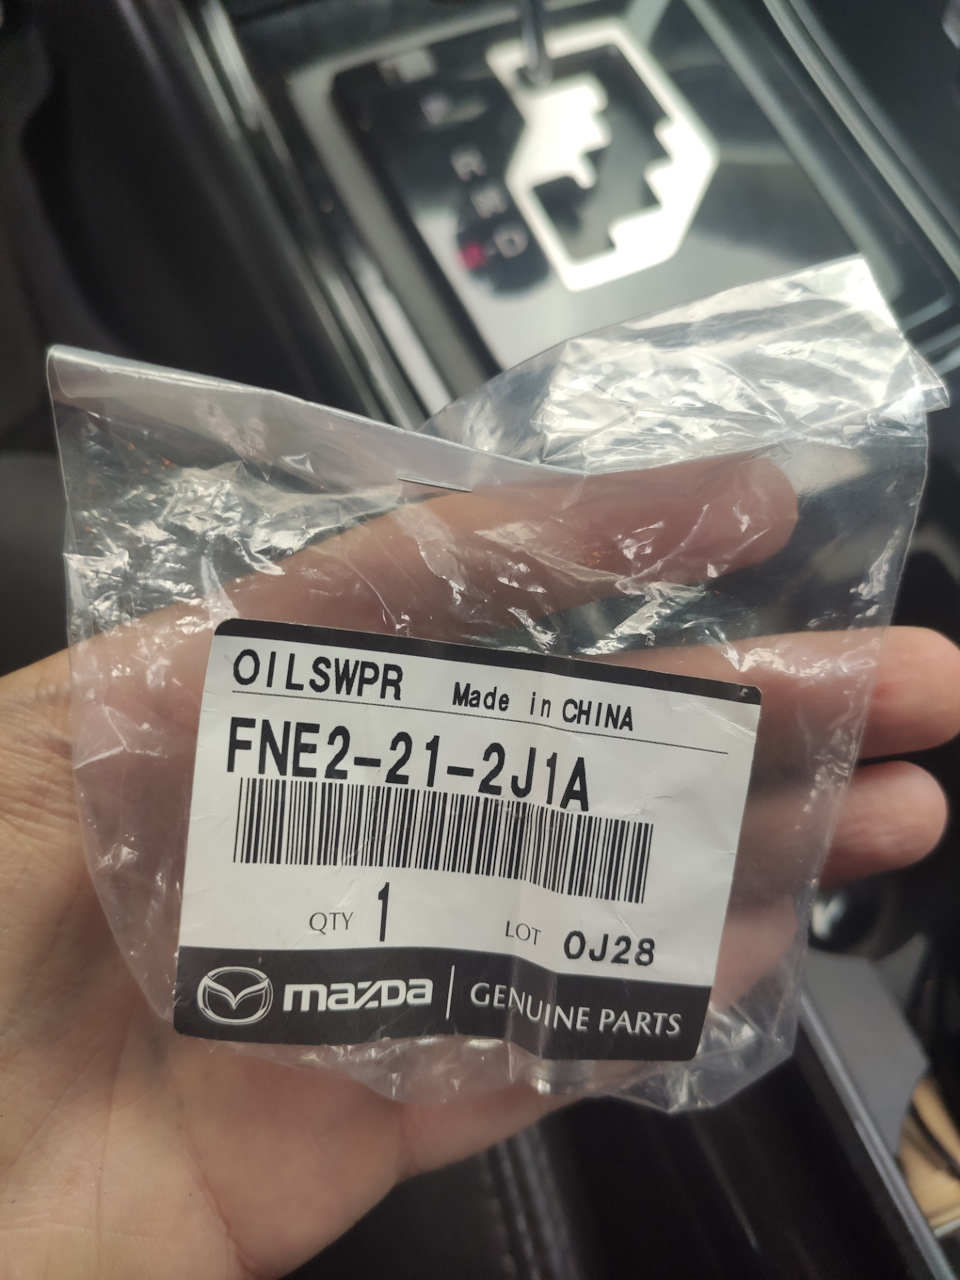 R
N
D
OILSWPR Made in CHINA
FNE2-21-2J1A
QTY 1 LOT 0J28
mazda GENUINE PARTS